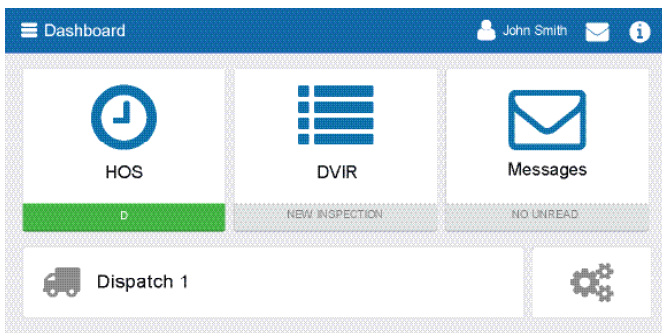 Dashboard
John Smith
HOS
DVIR
Messages
D
NEW INSPECTION
NO UNREAD
Dispatch 1